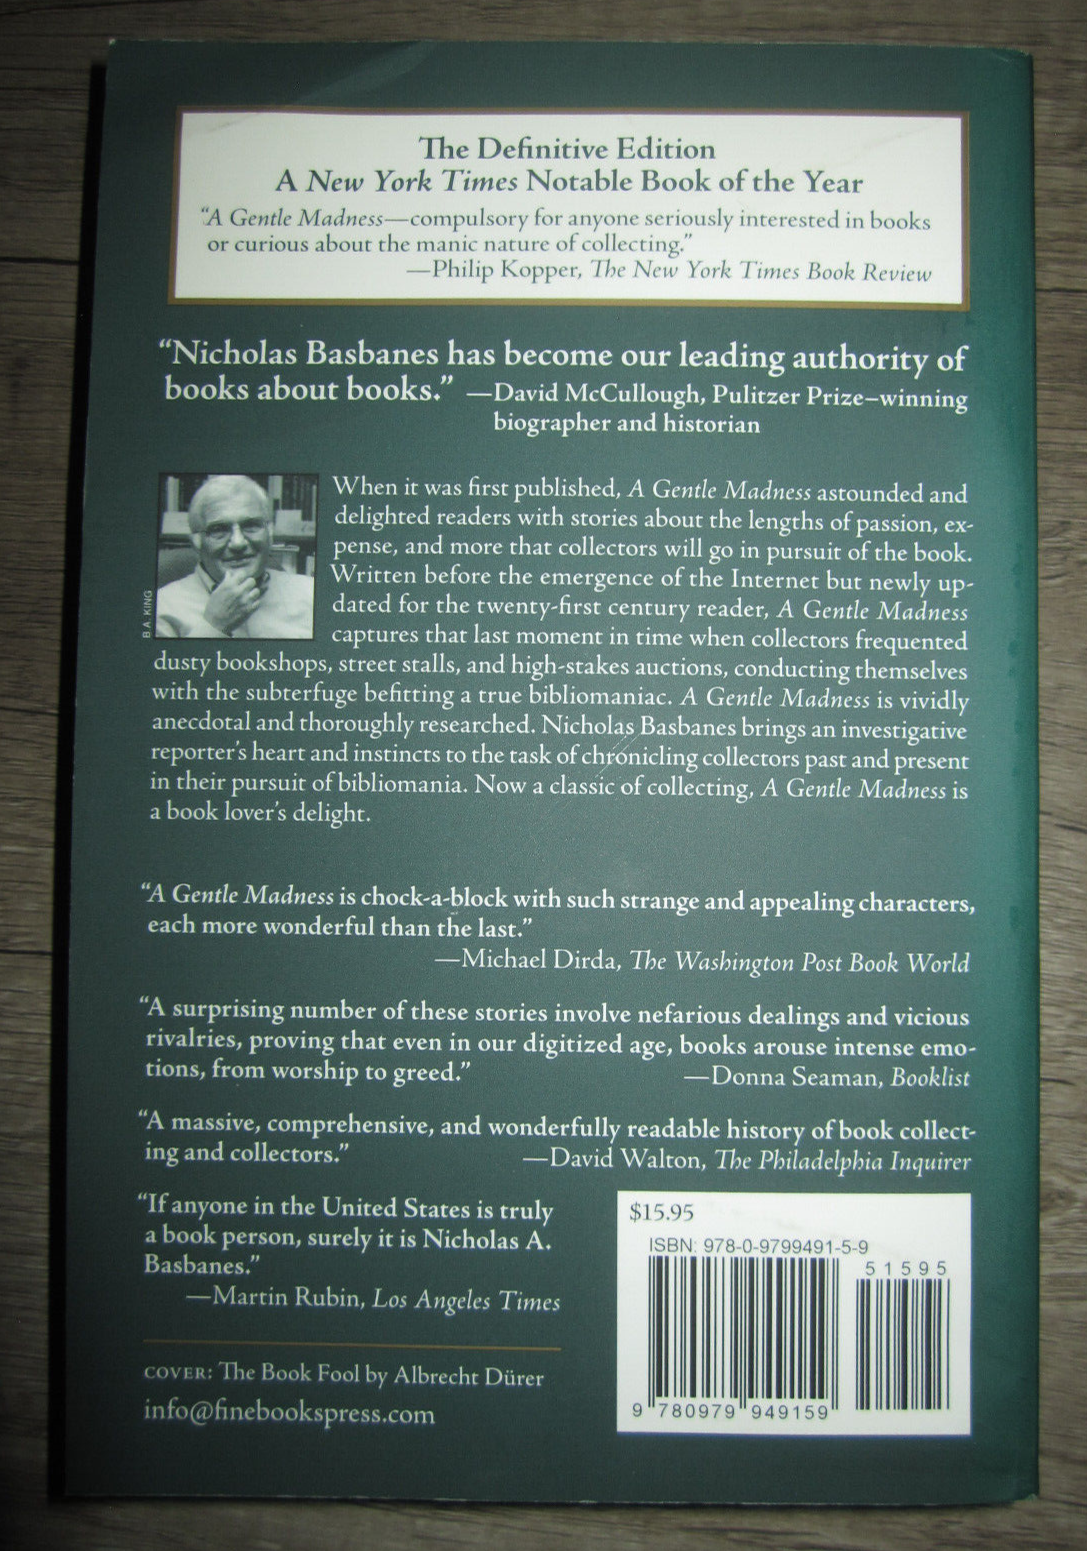 The Definitive Edition
A New York Times Notable Book of the Year
“A Gentle Madness—compulsory for anyone seriously interested in books
or curious about the manic nature of collecting.”
—Philip Kopper, The New York Times Book Review
“Nicholas Basbanes has become our leading authority of
books about books.” —David McCullough, Pulitzer Prize–winning
biographer and historian
B.A. KING
When it was first published, A Gentle Madness astounded and
delighted readers with stories about the lengths of passion, ex-
pense, and more that collectors will go in pursuit of the book.
Written before the emergence of the Internet but newly up-
dated for the twenty-first century reader, A Gentle Madness
captures that last moment in time when collectors frequented
dusty bookshops, street stalls, and high-stakes auctions, conducting themselves
with the subterfuge befitting a true bibliomaniac. A Gentle Madness is vividly
anecdotal and thoroughly researched. Nicholas Basbanes brings an investigative
reporter’s heart and instincts to the task of chronicling collectors past and present
in their pursuit of bibliomania. Now a classic of collecting, A Gentle Madness is
a book lover’s delight.
“A Gentle Madness is chock-a-block with such strange and appealing characters,
each more wonderful than the last.”
—Michael Dirda, The Washington Post Book World
“A surprising number of these stories involve nefarious dealings and vicious
rivalries, proving that even in our digitized age, books arouse intense emo-
tions, from worship to greed.” —Donna Seaman, Booklist
“A massive, comprehensive, and wonderfully readable history of book collect-
ing and collectors.” —David Walton, The Philadelphia Inquirer
“If anyone in the United States is truly
a book person, surely it is Nicholas A.
Basbanes.”
—Martin Rubin, Los Angeles Times
COVER: The Book Fool by Albrecht Dürer
info@finebookspress.com
$15.95
ISBN: 978-0-9799491-5-9
51595
9 780979 949159